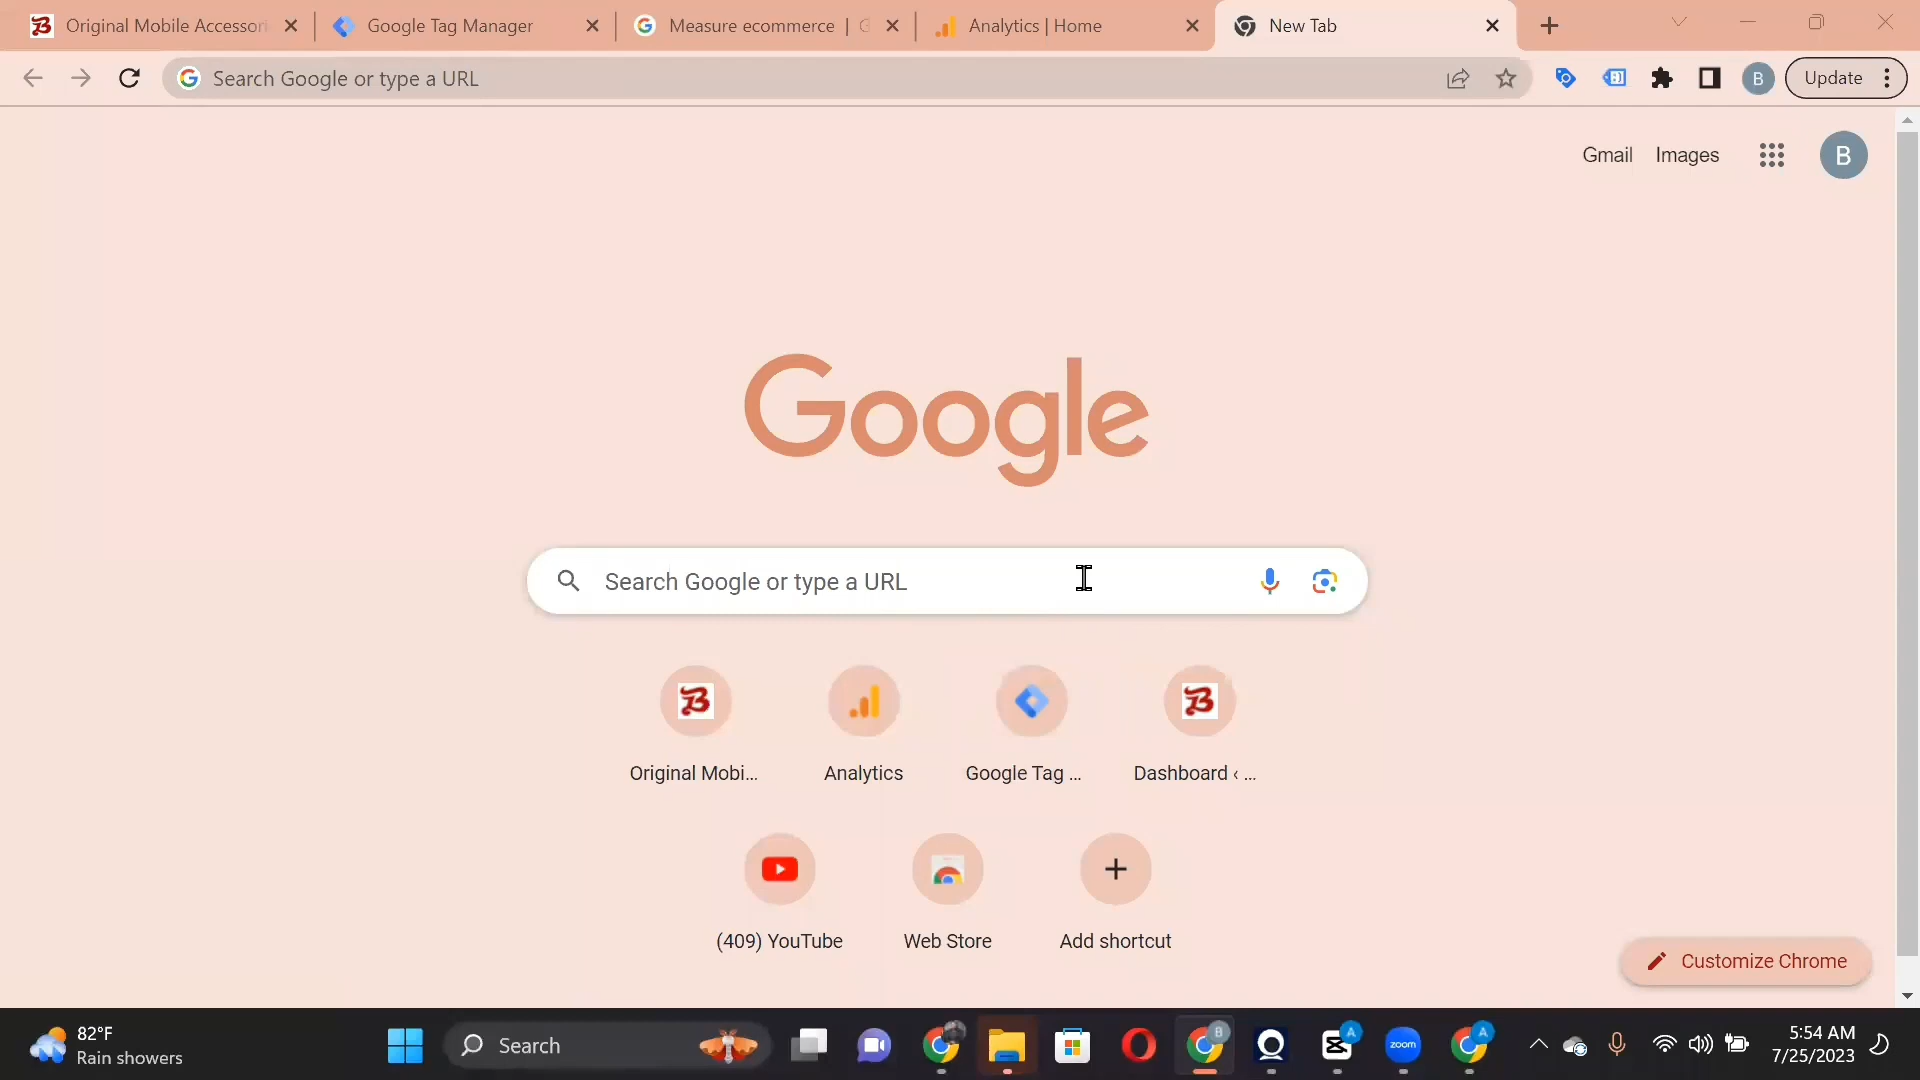 Original Mobile Accessori
Google Tag Manager
Measure ecommerce | G
Analytics | Home
New Tab
Search Google or type a URL
B
Update
Gmail
Images
B
Google
Search Google or type a URL
Original Mobi...
Analytics
Google Tag ...
Dashboard ‹ ...
(409) YouTube
Web Store
Add shortcut
Customize Chrome
82°F
Rain showers
Search
B
A
zoom
A
5:54 AM
7/25/2023